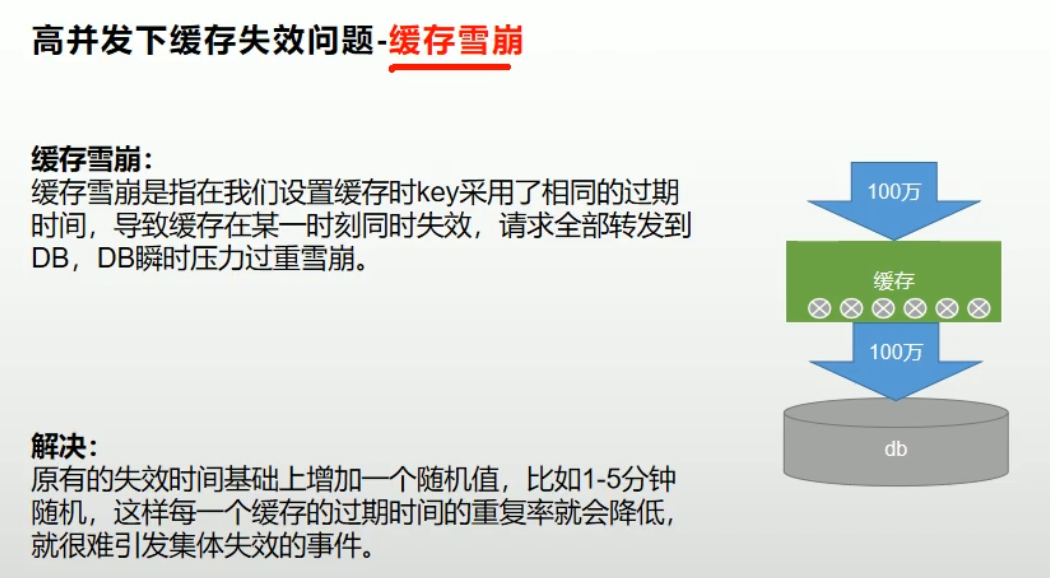 高并发下缓存失效问题-缓存雪崩
缓存雪崩：
缓存雪崩是指在我们设置缓存时key采用了相同的过期
时间，导致缓存在某一时刻同时失效，请求全部转发到
DB，DB瞬时压力过重雪崩。
100万
缓存
100万
db
解决：
原有的失效时间基础上增加一个随机值，比如1-5分钟
随机，这样每一个缓存的过期时间的重复率就会降低，
就很难引发集体失效的事件。